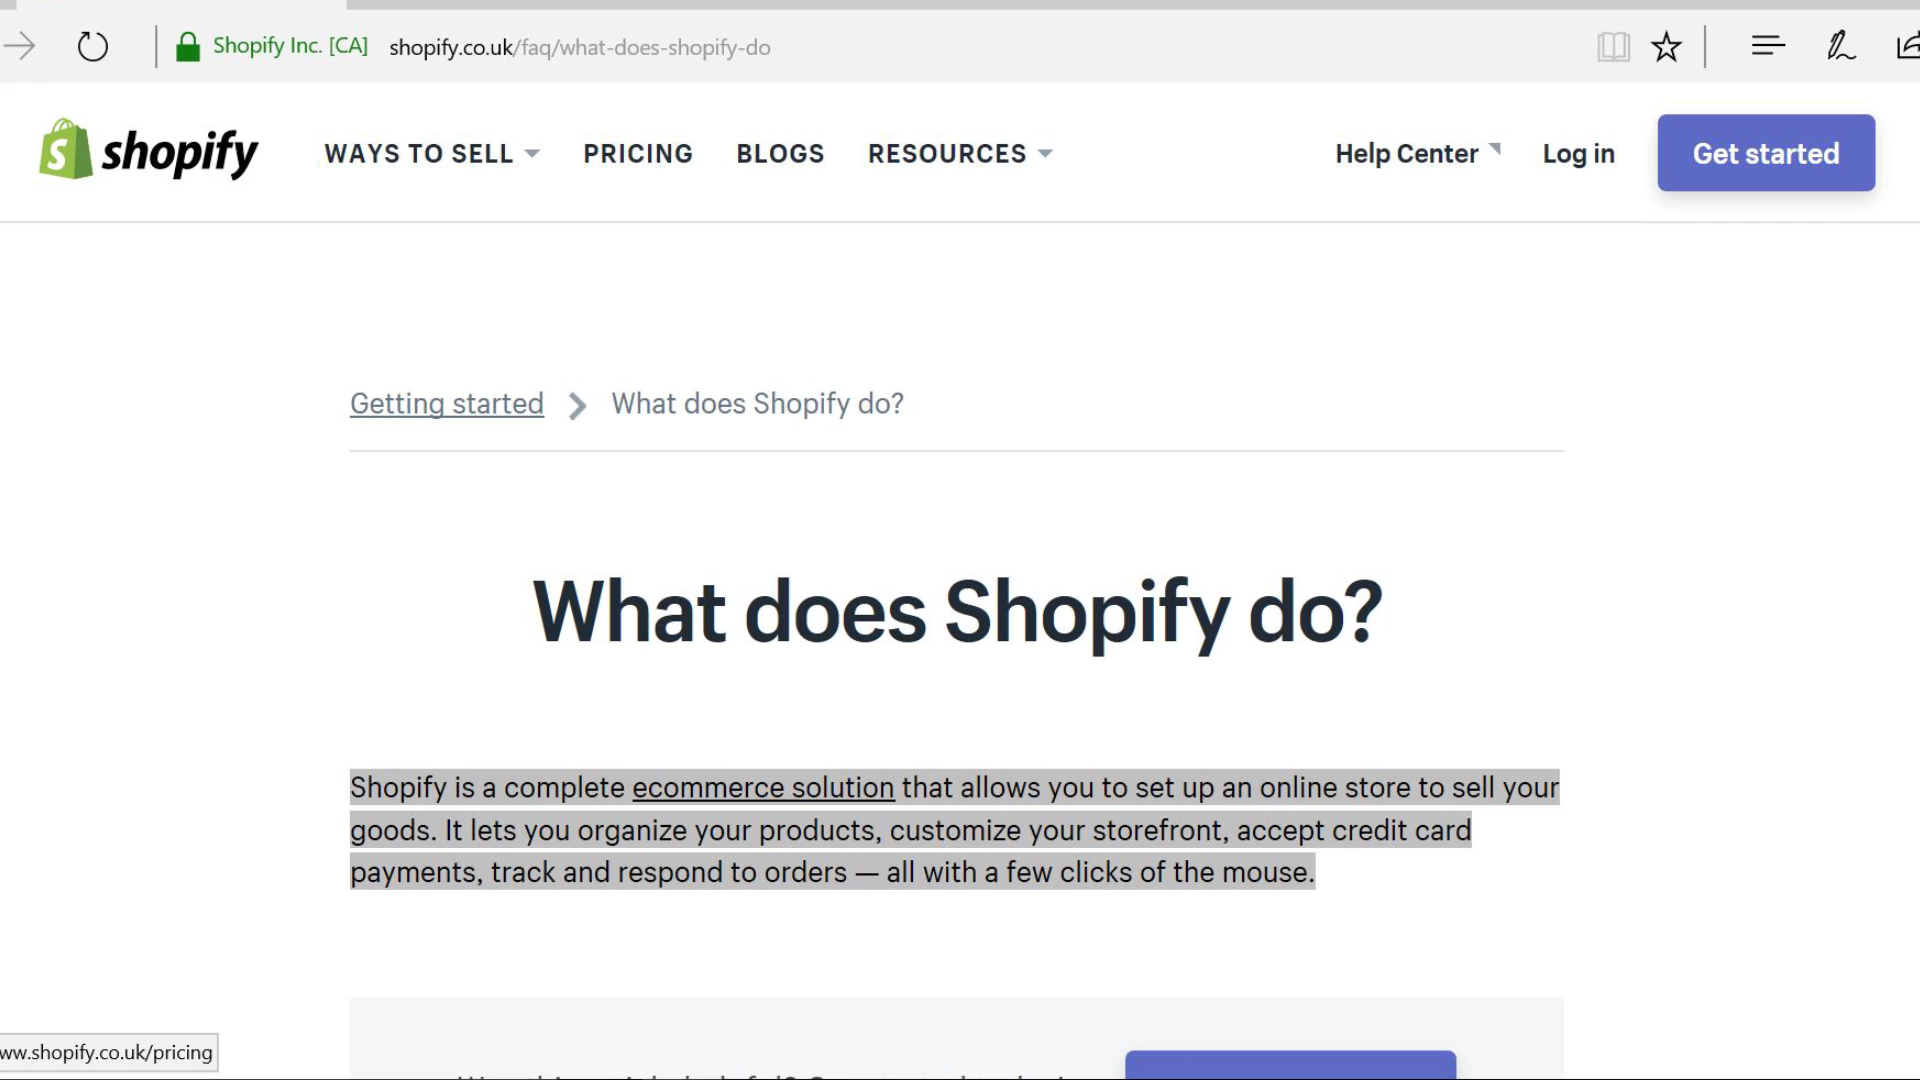 Shopify Inc. [CA] shopify.co.uk/faq/what-does-shopify-do
shopify WAYS TO SELL PRICING BLOGS RESOURCES Help Center Log in Get started
Getting started What does Shopify do?
What does Shopify do?
Shopify is a complete ecommerce solution that allows you to set up an online store to sell your
goods. It lets you organize your products, customize your storefront, accept credit card
payments, track and respond to orders — all with a few clicks of the mouse.
ww.shopify.co.uk/pricing